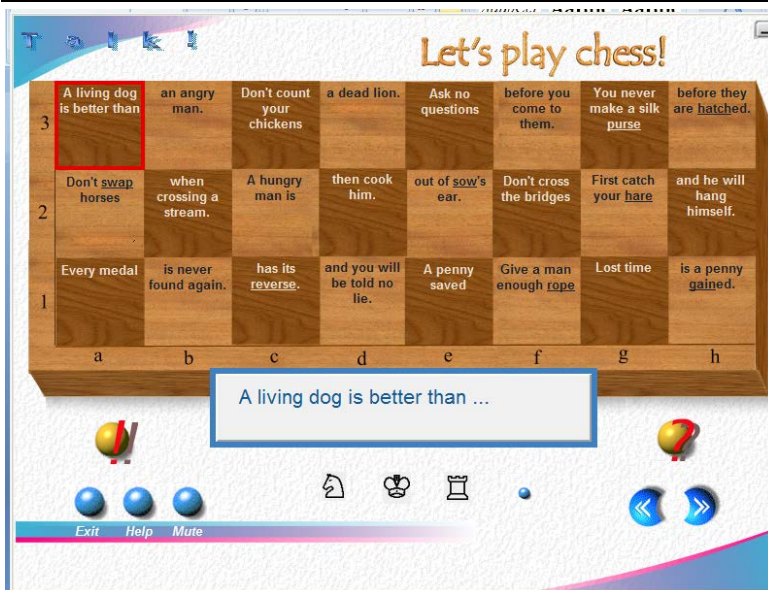 Talk!
Let's play chess!
A living dog
is better than
an angry
man.
Don't count
your
chickens
a dead lion.
Ask no
questions
before you
come to
them.
You never
make a silk
purse
before they
are hatched.
3
Don't swap
horses
when
crossing a
stream.
A hungry
man is
then cook
him.
out of sow's
ear.
Don't cross
the bridges
First catch
your hare
and he will
hang
himself.
2
Every medal
is never
found again.
has its
reverse.
and you will
be told no
lie.
A penny
saved
Give a man
enough rope
Lost time
is a penny
gained.
1
a b c d e f g h
A living dog is better than ...
!!
?
Exit Help Mute